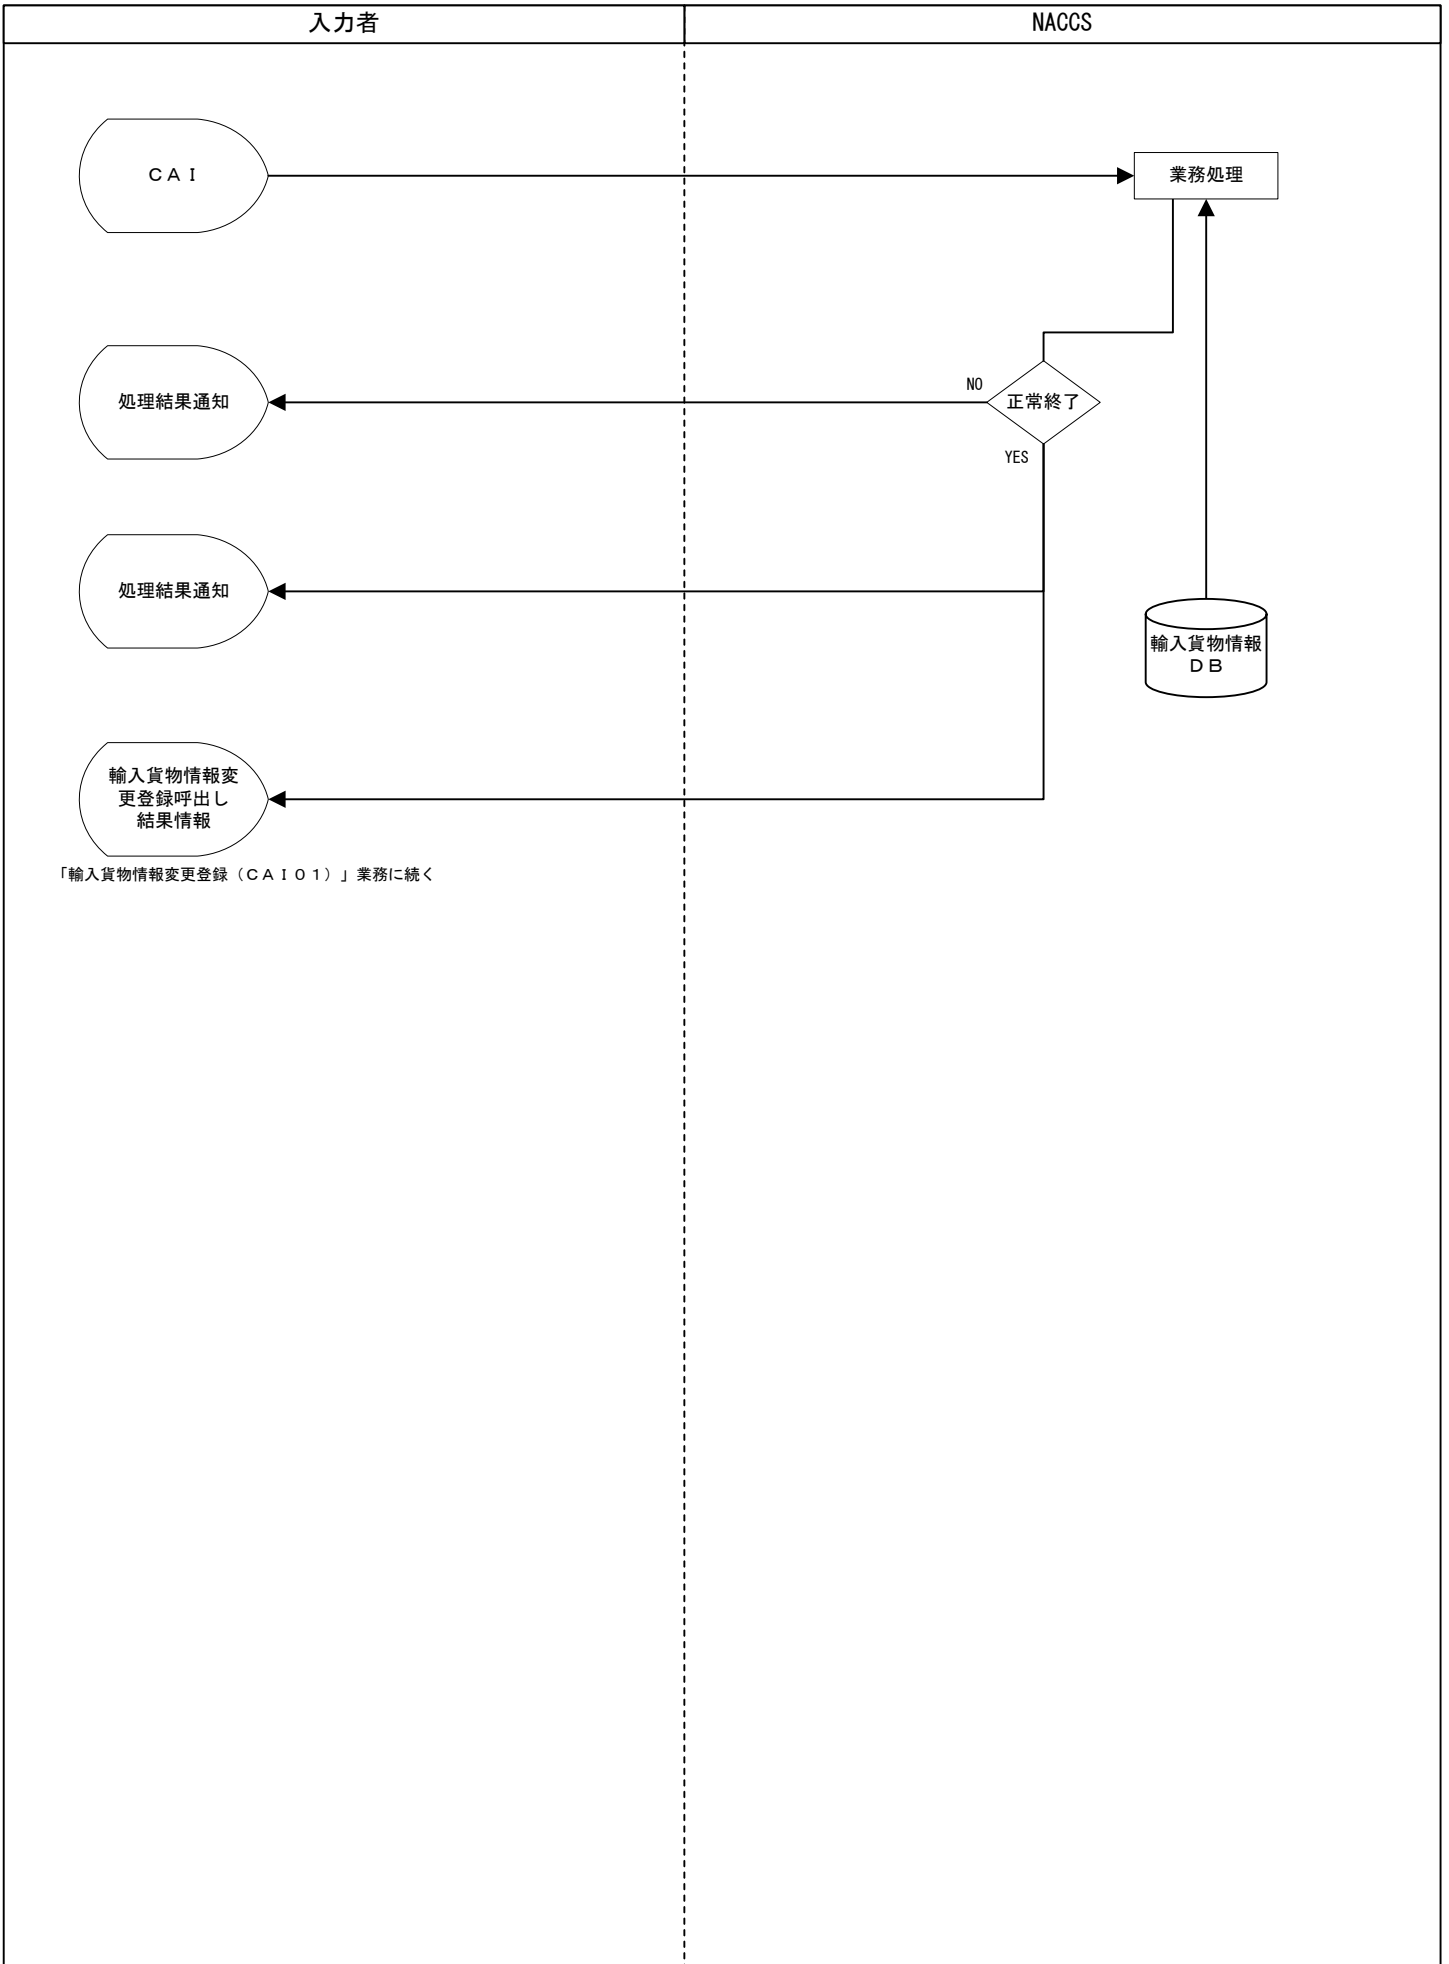 入力者
NACCS
ＣＡＩ
業務処理
処理結果通知
NO
正常終了
YES
処理結果通知
輸入貨物情報
ＤＢ
輸入貨物情報変
更登録呼出し
結果情報
「輸入貨物情報変更登録（ＣＡＩ０１）」業務に続く